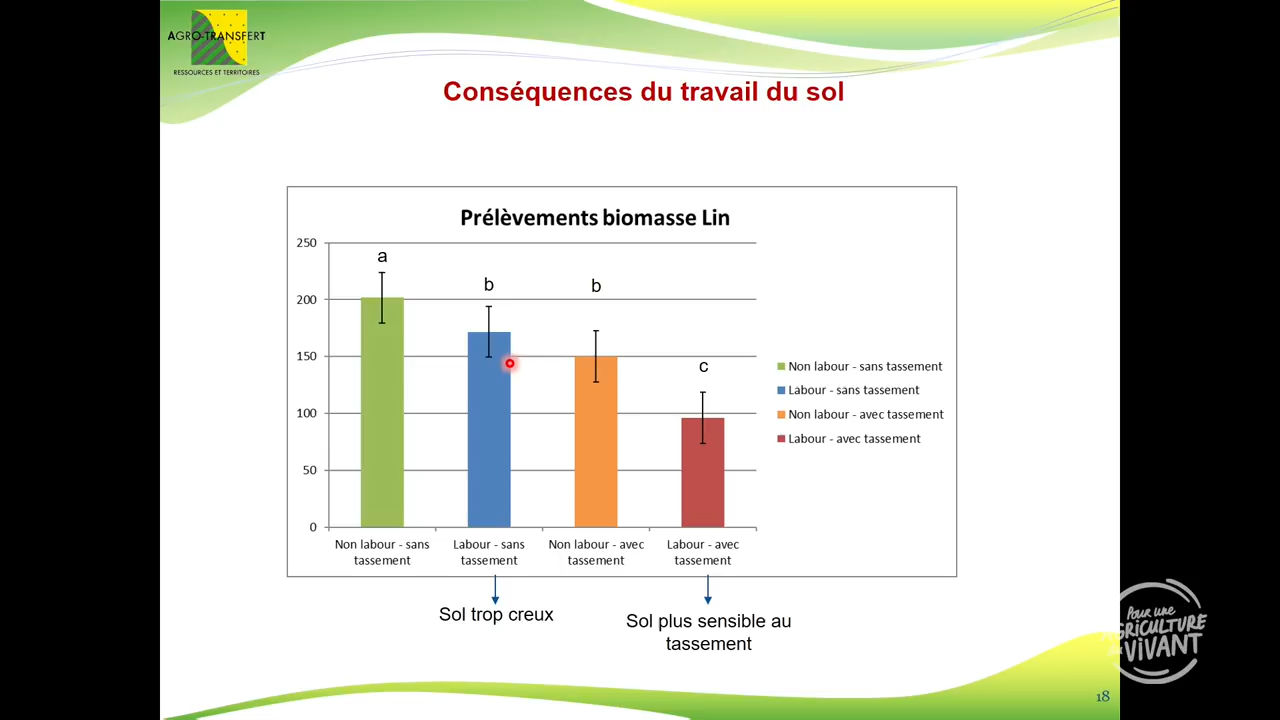 AGRO-TRANSFERT
RESSOURCES ET TERRITOIRES
Conséquences du travail du sol
Prélèvements biomasse Lin
250
200
150
100
50
0
a
b
b
c
Non labour - sans tassement
Labour - sans tassement
Non labour - avec tassement
Labour - avec tassement
Non labour - sans
tassement
Labour - sans
tassement
Non labour - avec
tassement
Labour - avec
tassement
Sol trop creux
Sol plus sensible au
tassement
Pour une
AGRICULTURE
du VIVANT
18